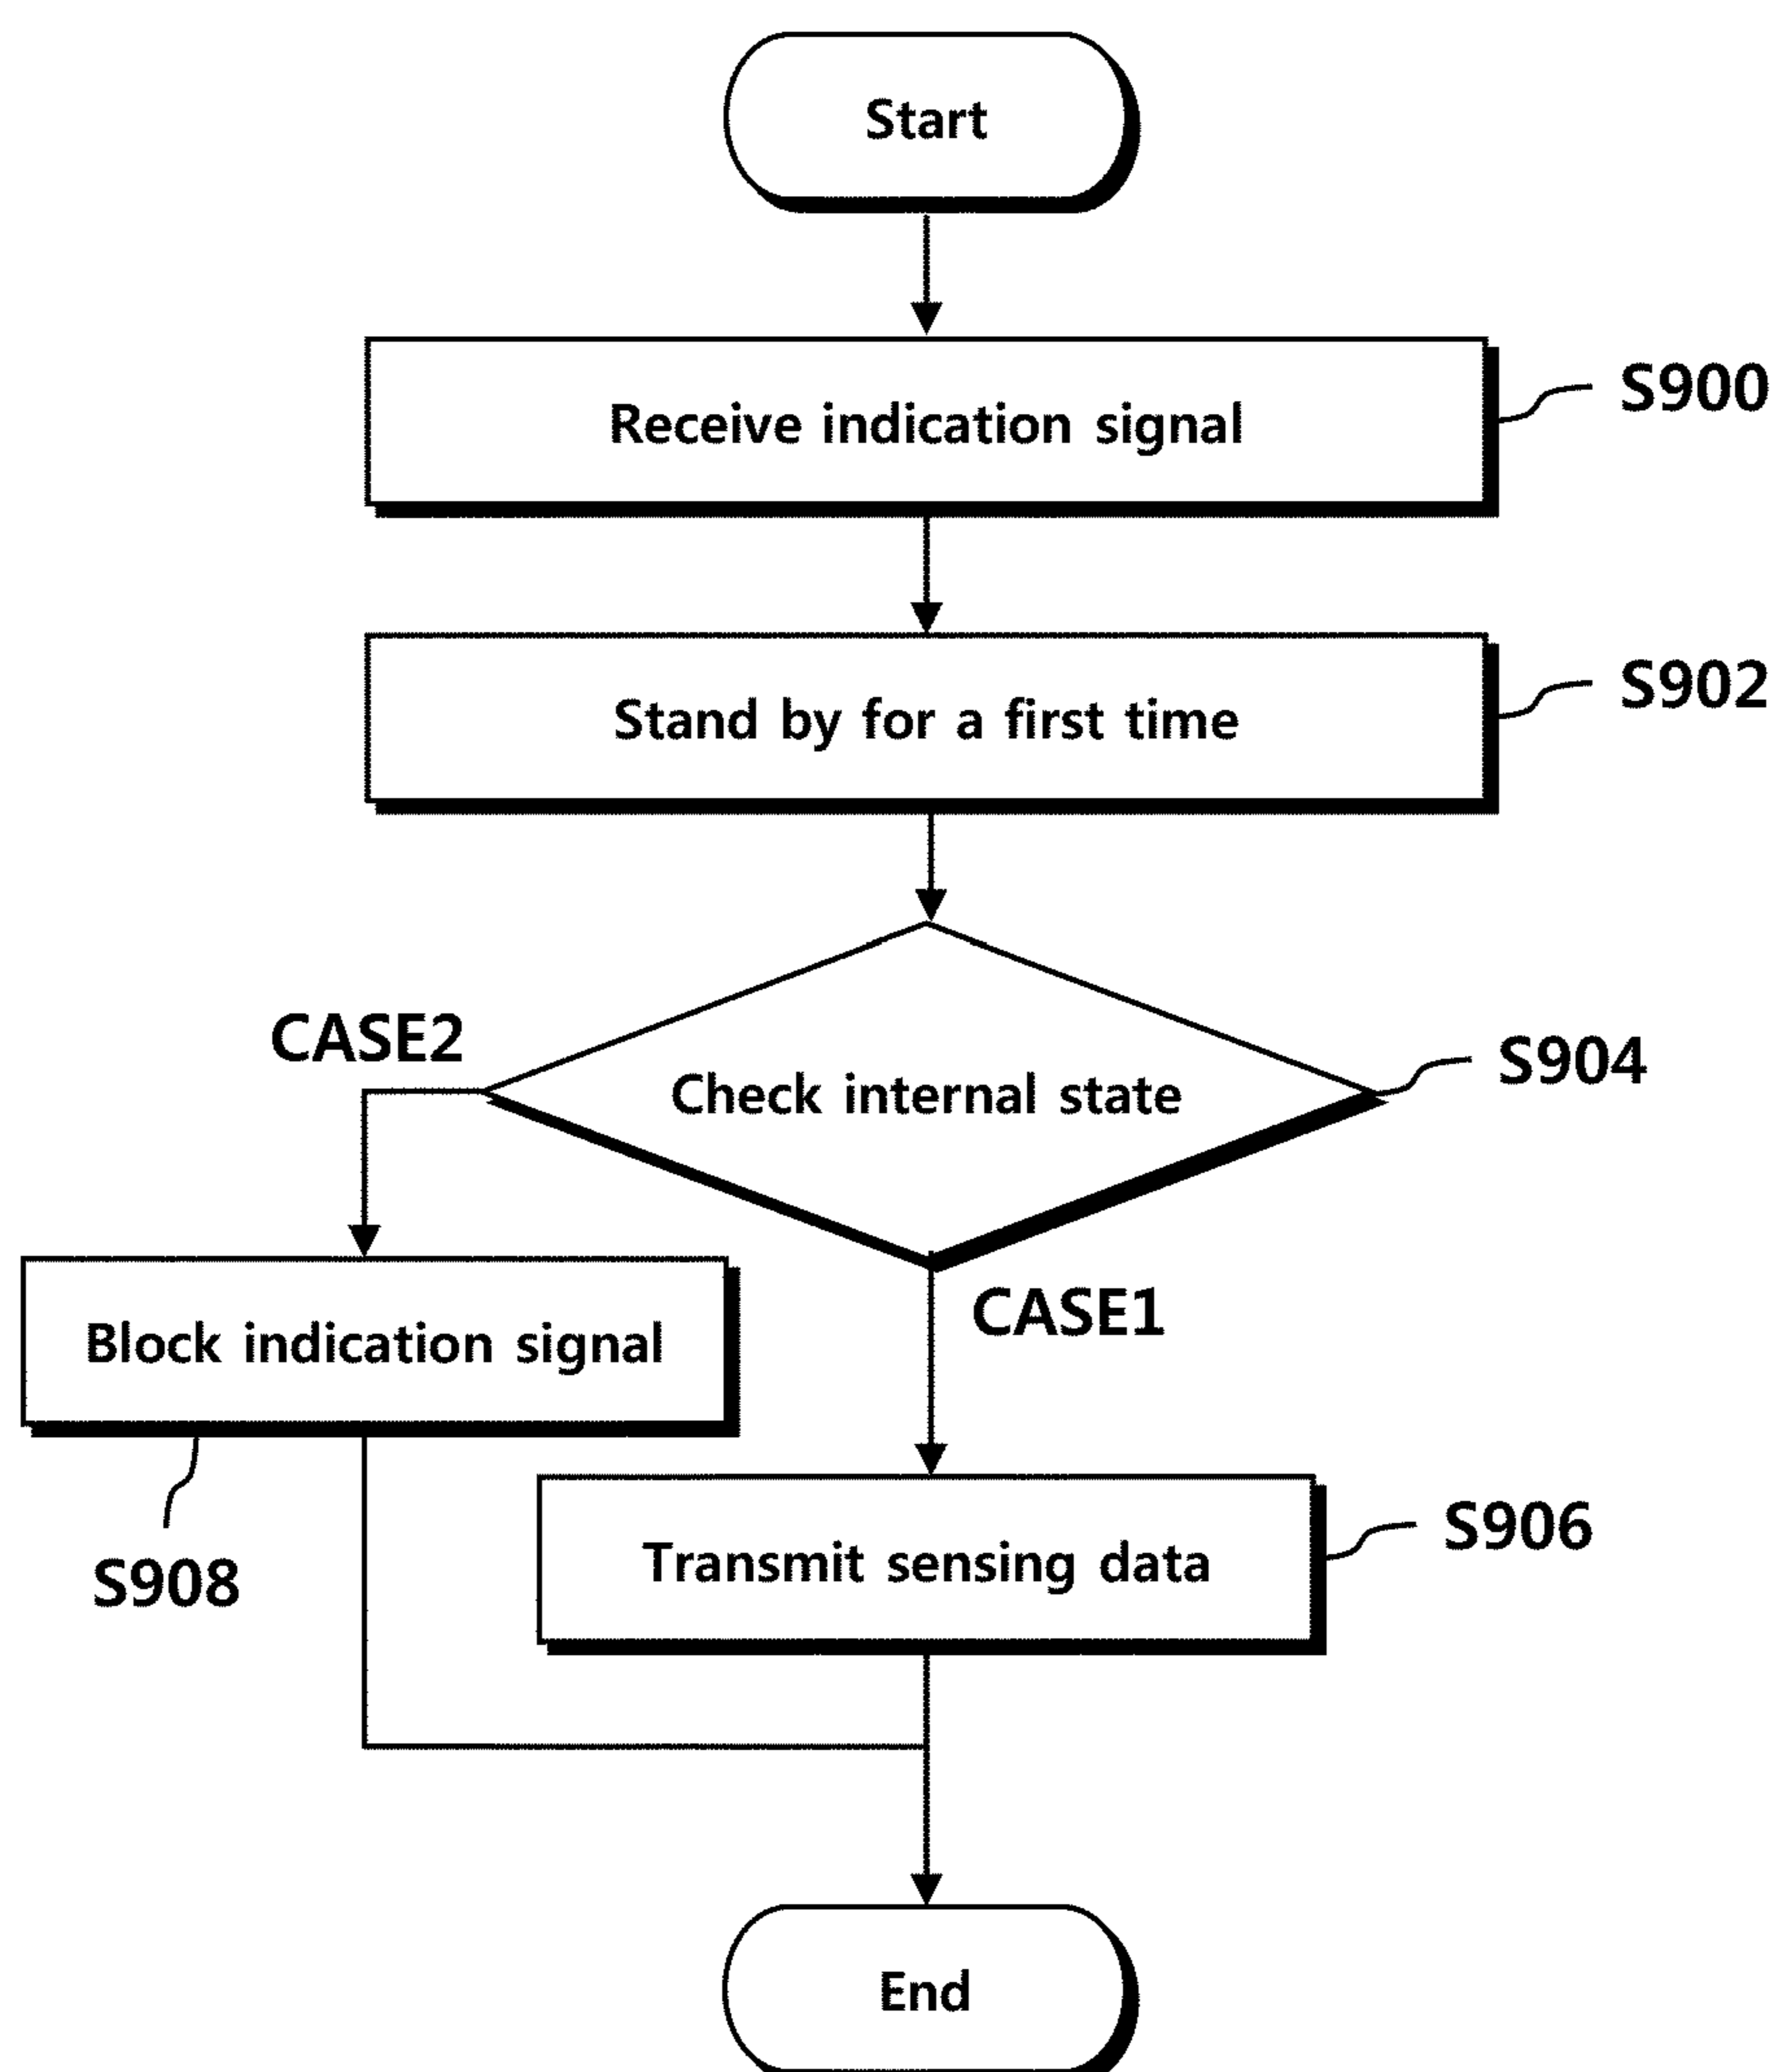 Start
Receive indication signal
S900
Stand by for a first time
S902
CASE2
Check internal state
S904
CASE1
Block indication signal
S908
Transmit sensing data
S906
End